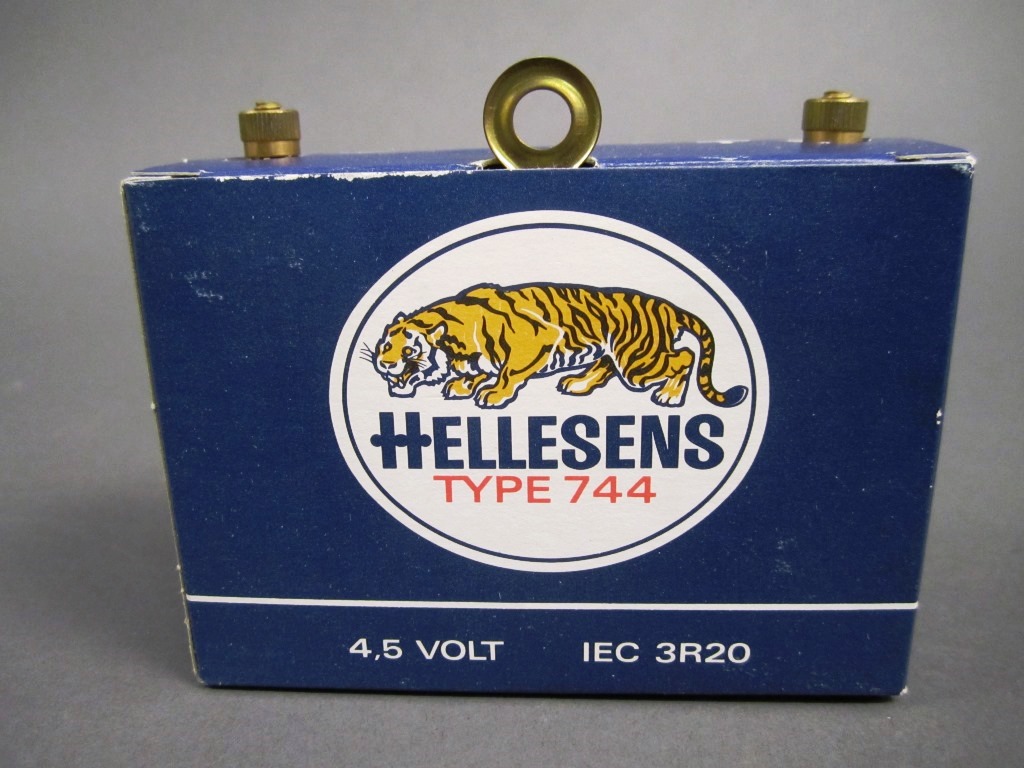 HELLESENS
TYPE 744
4,5 VOLT IEC 3R20